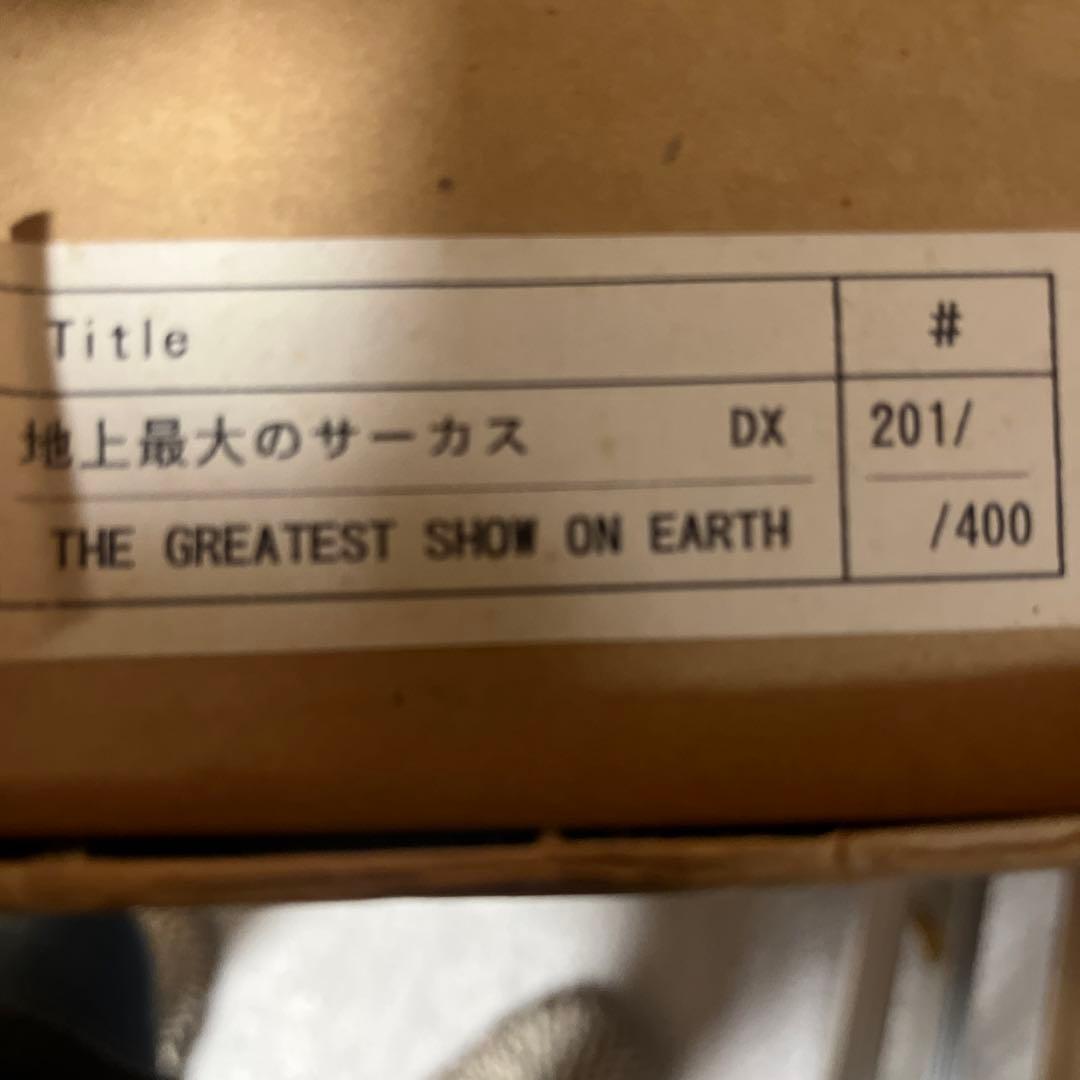 Title #
地上最大のサーカス DX 201/
THE GREATEST SHOW ON EARTH /400